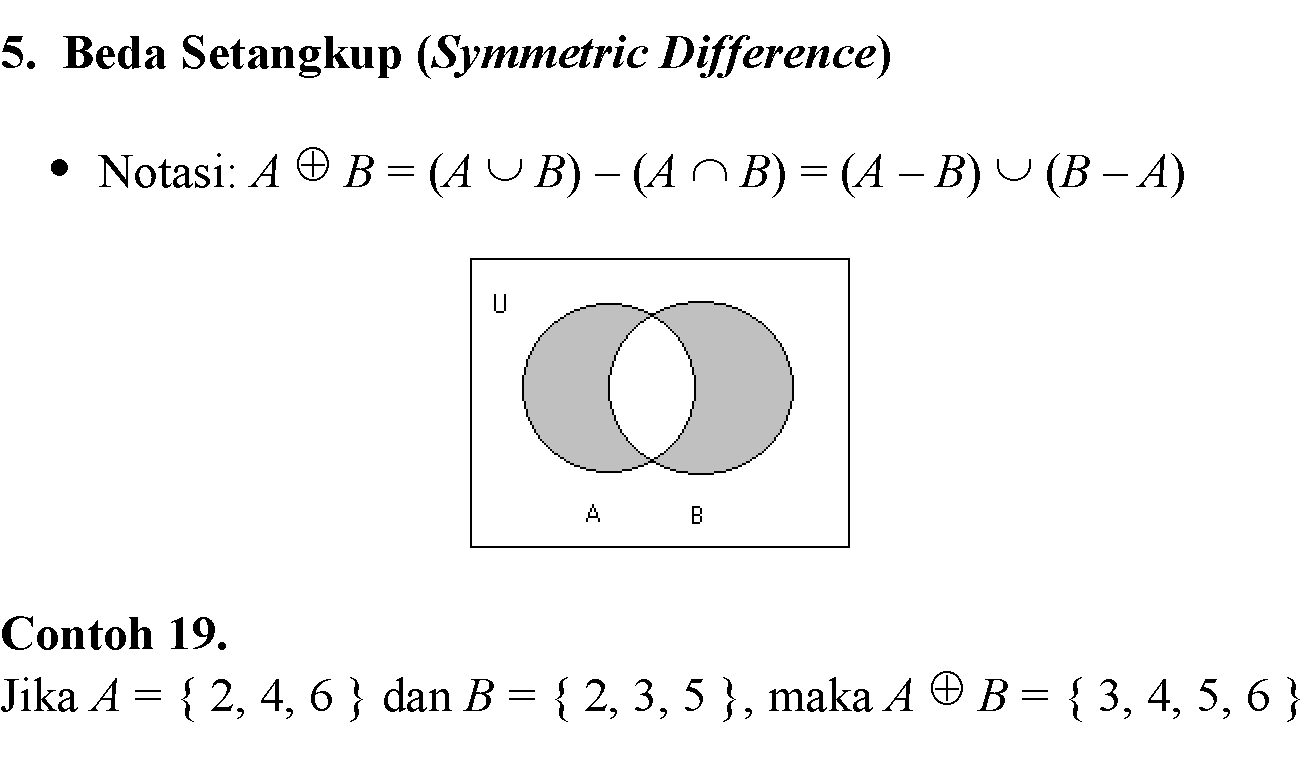 5. Beda Setangkup (Symmetric Difference)
• Notasi: A ⊕ B = (A ∪ B) – (A ∩ B) = (A – B) ∪ (B – A)
U
A B
Contoh 19.
Jika A = { 2, 4, 6 } dan B = { 2, 3, 5 }, maka A ⊕ B = { 3, 4, 5, 6 }